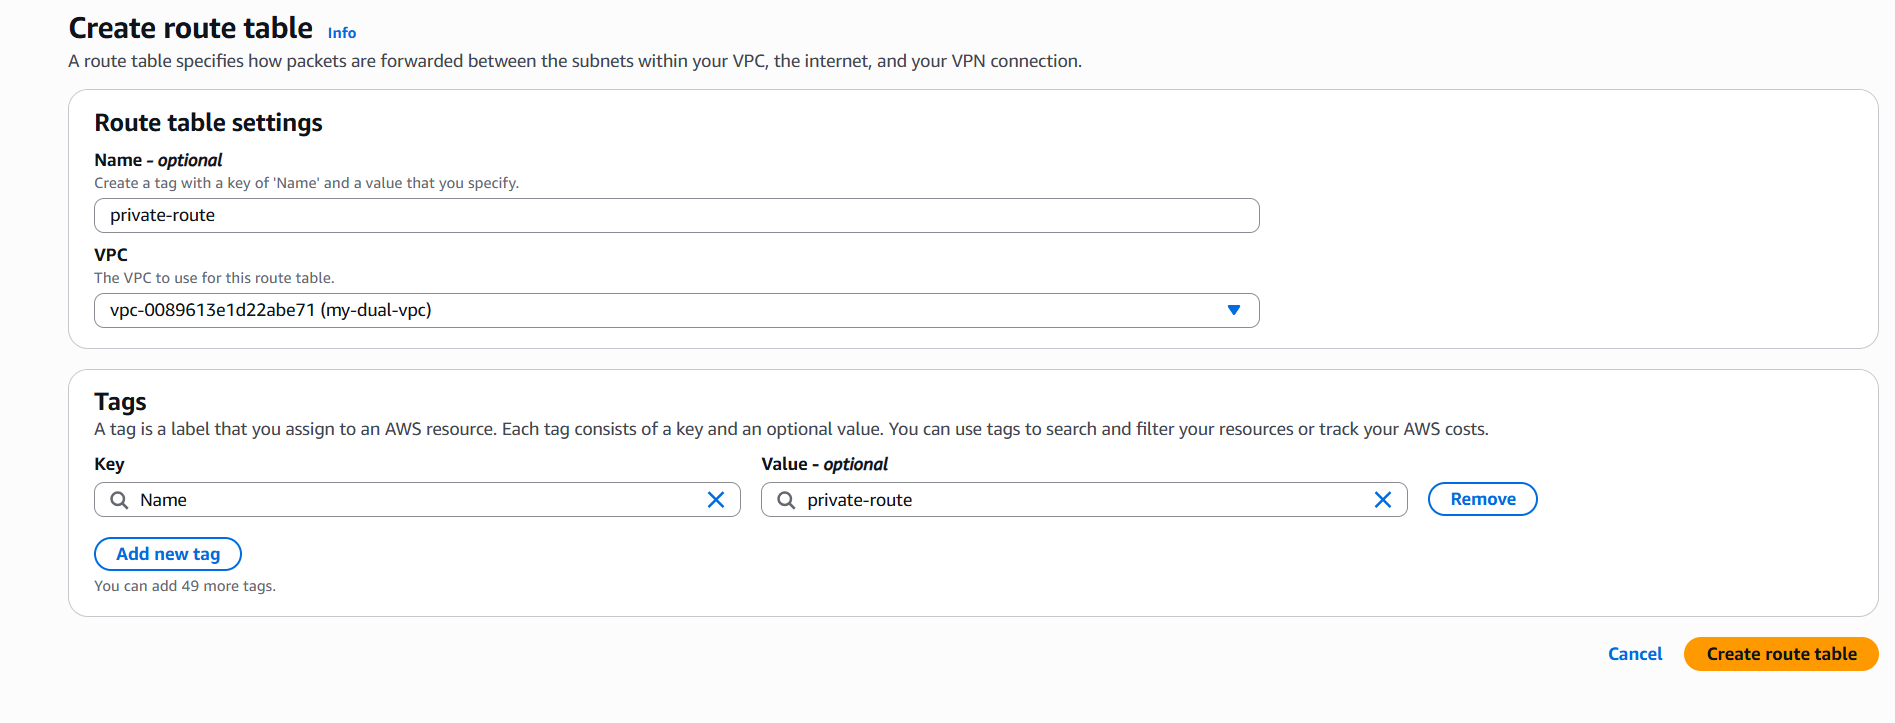 Create route table Info
A route table specifies how packets are forwarded between the subnets within your VPC, the internet, and your VPN connection.
Route table settings
Name - optional
Create a tag with a key of 'Name' and a value that you specify.
private-route
VPC
The VPC to use for this route table.
vpc-0089613e1d22abe71 (my-dual-vpc)
Tags
A tag is a label that you assign to an AWS resource. Each tag consists of a key and an optional value. You can use tags to search and filter your resources or track your AWS costs.
Key Value - optional
Name private-route Remove
Add new tag
You can add 49 more tags.
Cancel Create route table